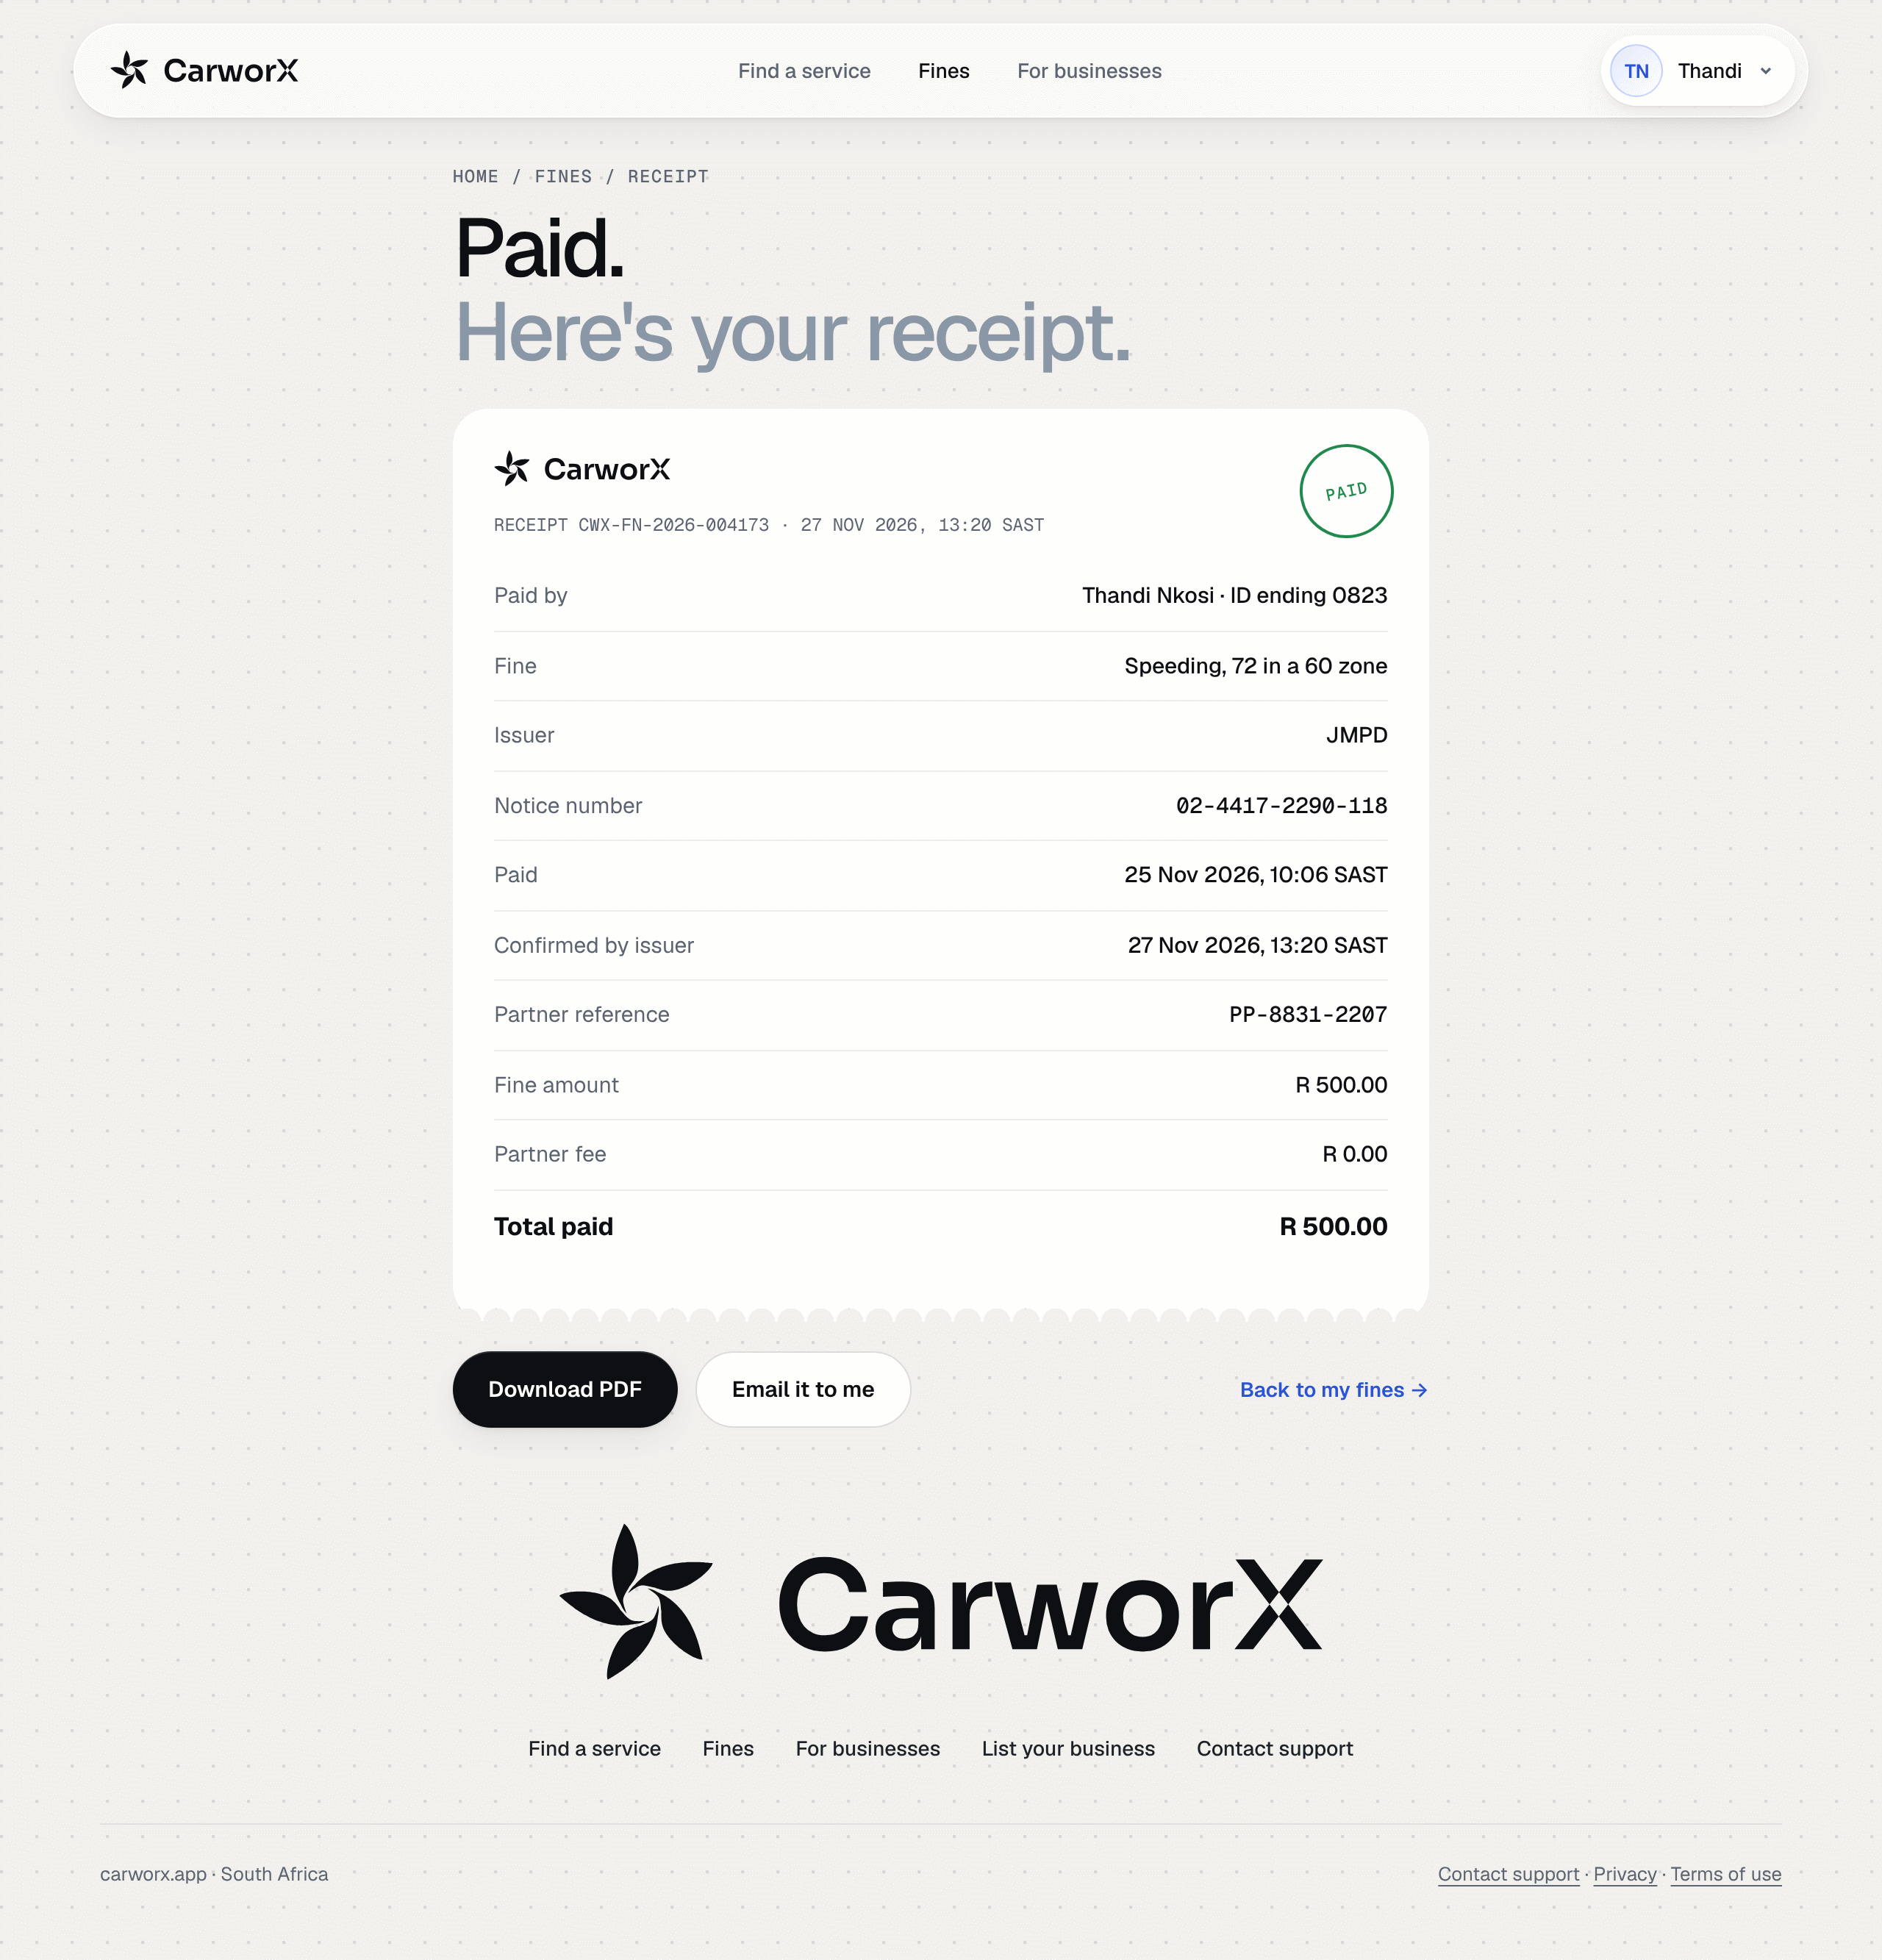 CarworX
Find a service
Fines
For businesses
TN
Thandi
HOME / FINES / RECEIPT
Paid.
Here's your receipt.
CarworX
PAID
RECEIPT CWX-FN-2026-004173 · 27 NOV 2026, 13:20 SAST
Paid by Thandi Nkosi · ID ending 0823
Fine Speeding, 72 in a 60 zone
Issuer JMPD
Notice number 02-4417-2290-118
Paid 25 Nov 2026, 10:06 SAST
Confirmed by issuer 27 Nov 2026, 13:20 SAST
Partner reference PP-8831-2207
Fine amount R 500.00
Partner fee R 0.00
Total paid R 500.00
Download PDF
Email it to me
Back to my fines →
CarworX
Find a service Fines For businesses List your business Contact support
carworx.app · South Africa
Contact support · Privacy · Terms of use